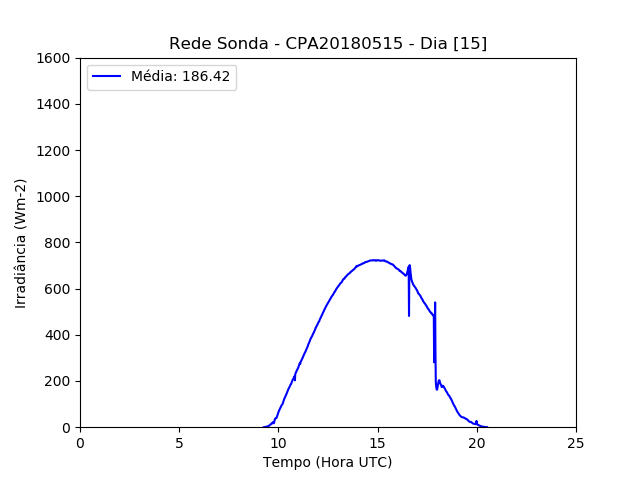 Rede Sonda - CPA20180515 - Dia [15]
Média: 186.42
Irradiância (Wm-2)
1600
1400
1200
1000
800
600
400
200
0
0 5 10 15 20 25
Tempo (Hora UTC)